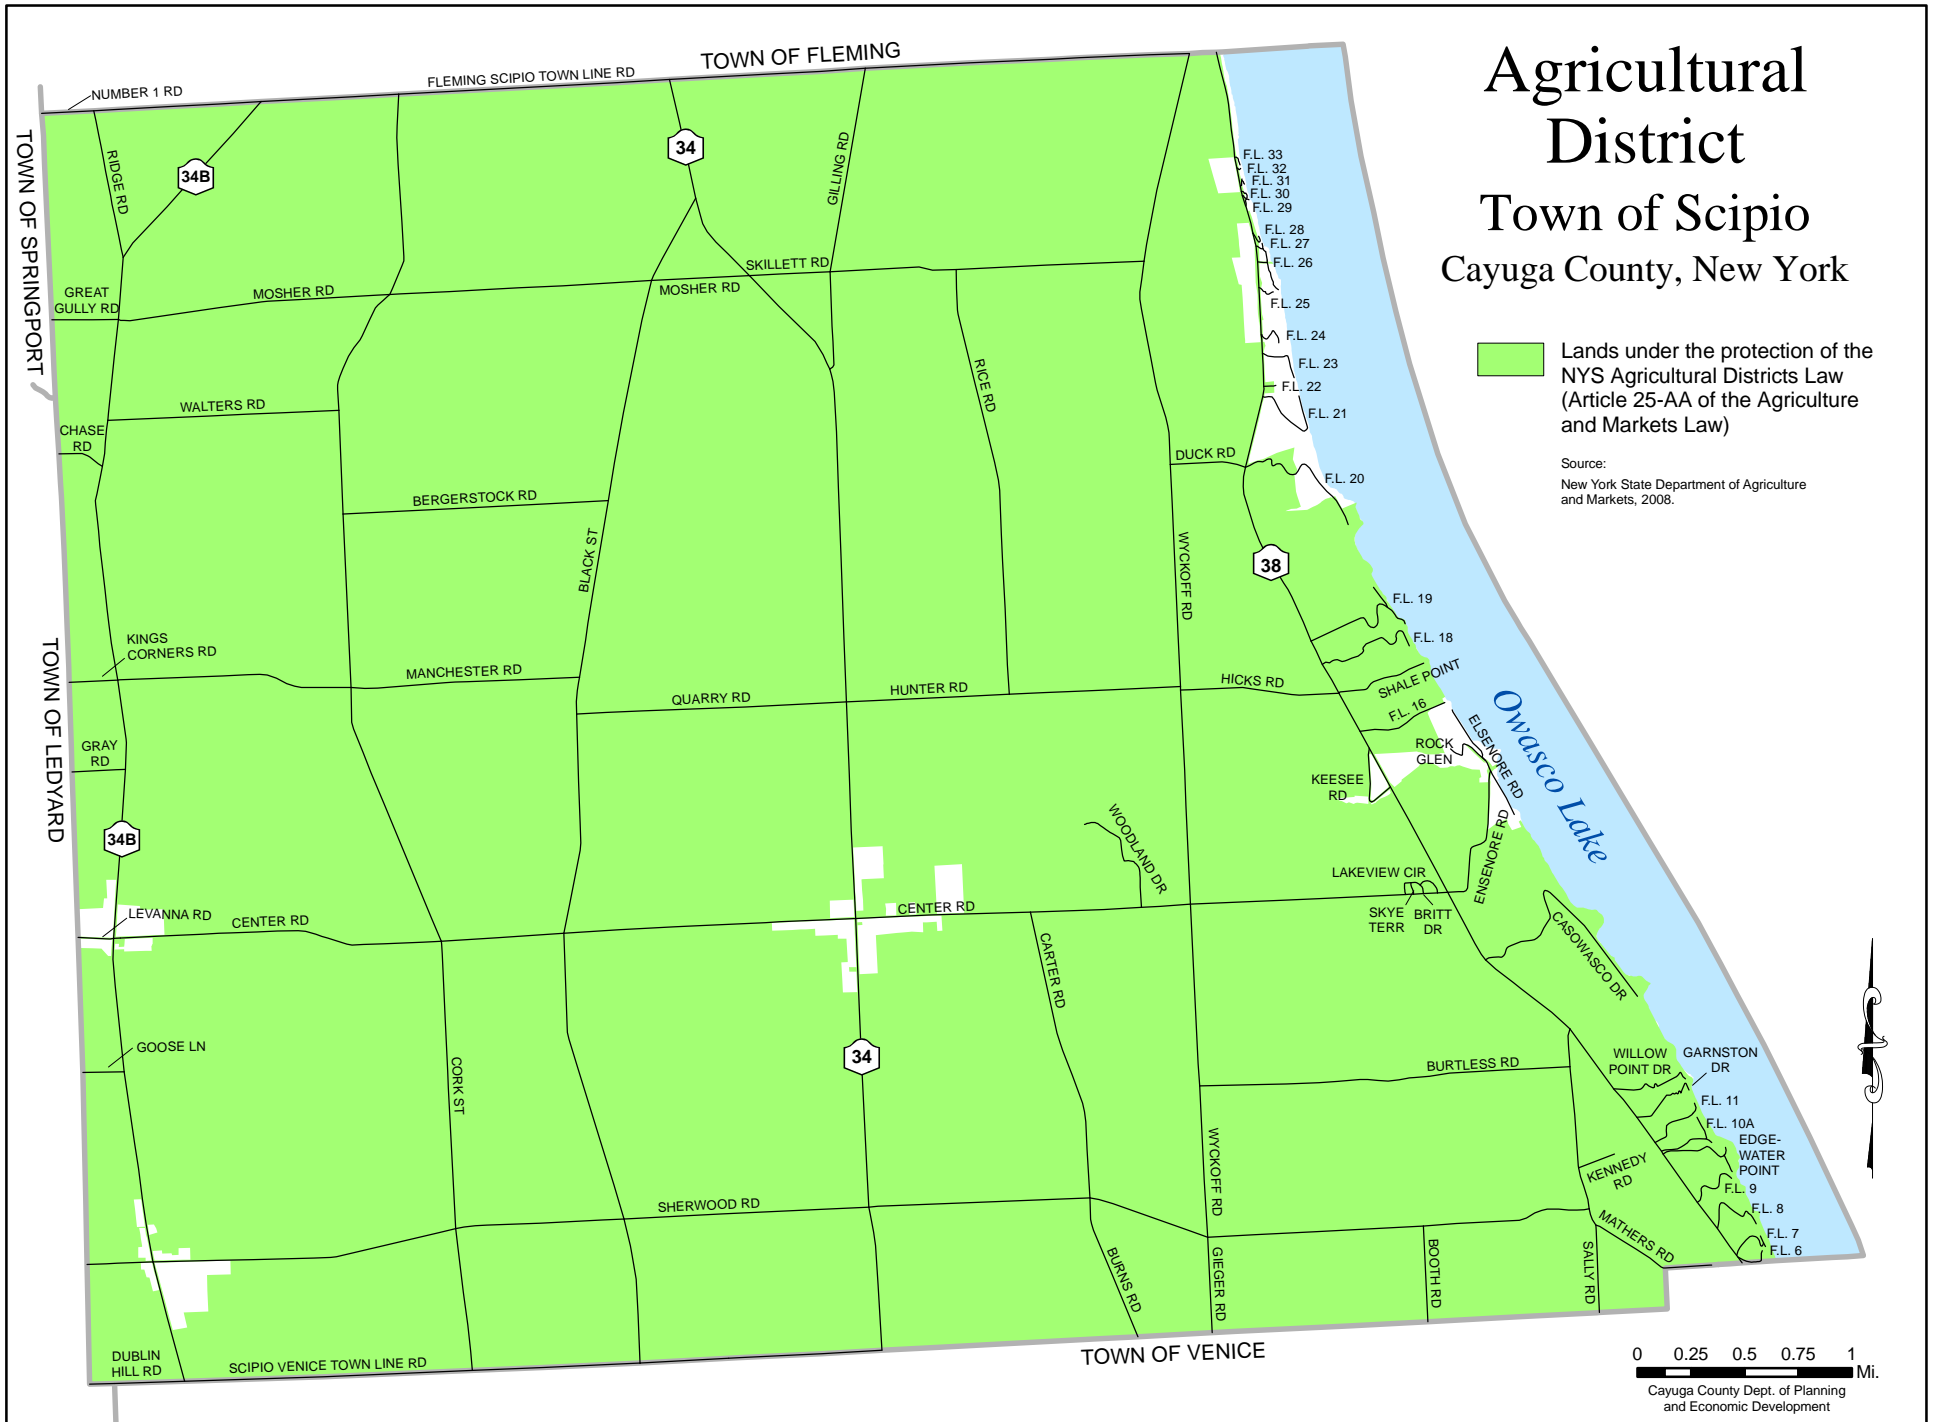 Agricultural
District
Town of Scipio
Cayuga County, New York
Lands under the protection of the
NYS Agricultural Districts Law
(Article 25-AA of the Agriculture
and Markets Law)
Source:
New York State Department of Agriculture
and Markets, 2008.
TOWN OF FLEMING
FLEMING SCIPIO TOWN LINE RD
NUMBER 1 RD
TOWN OF SPRINGPORT
RIDGE RD
34B
34
GILLING RD
F.L. 33
F.L. 32
F.L. 31
F.L. 30
F.L. 29
F.L. 28
F.L. 27
F.L. 26
F.L. 25
F.L. 24
F.L. 23
F.L. 22
F.L. 21
F.L. 20
GREAT
GULLY RD
MOSHER RD
MOSHER RD
SKILLETT RD
RICE RD
WALTERS RD
CHASE
RD
DUCK RD
BERGERSTOCK RD
BLACK ST
WYCKOFF RD
38
F.L. 19
F.L. 18
SHALE POINT
F.L. 16
KINGS
CORNERS RD
TOWN OF LEDYARD
MANCHESTER RD
QUARRY RD
HUNTER RD
HICKS RD
ROCK
GLEN
ELSENORE RD
Owasco Lake
GRAY
RD
KEESEE
RD
34B
WOODLAND DR
ENSENORE RD
LAKEVIEW CIR
SKYE
TERR
BRITT
DR
CASOWASCO DR
LEVANNA RD
CENTER RD
CENTER RD
CARTER RD
GOOSE LN
CORK ST
34
BURTLESS RD
WILLOW
POINT DR
GARNSTON
DR
F.L. 11
F.L. 10A
EDGE-
WATER
POINT
F.L. 9
F.L. 8
F.L. 7
F.L. 6
WYCKOFF RD
KENNEDY
RD
MATHERS RD
SHERWOOD RD
BURNS RD
GIEGER RD
BOOTH RD
SALLY RD
DUBLIN
HILL RD
SCIPIO VENICE TOWN LINE RD
TOWN OF VENICE
0 0.25 0.5 0.75 1
Mi.
Cayuga County Dept. of Planning
and Economic Development